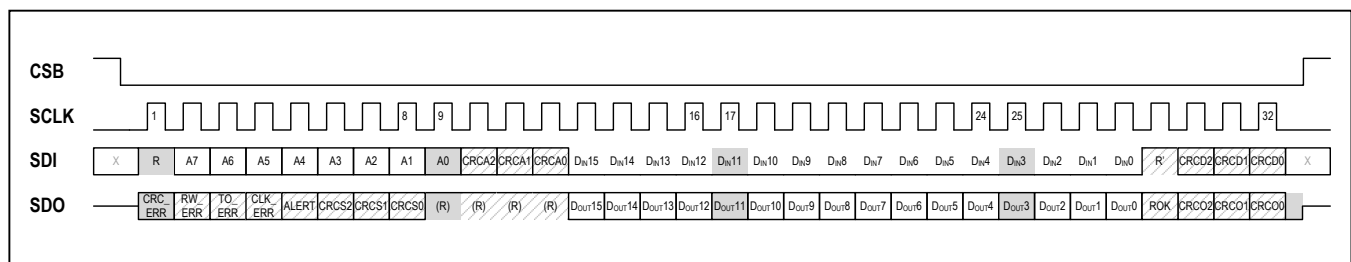 CSB
SCLK 1 8 9 16 17 24 25 32
SDI X R A7 A6 A5 A4 A3 A2 A1 A0 CRCA2 CRCA1 CRCA0 DIN15 DIN14 DIN13 DIN12 DIN11 DIN10 DIN9 DIN8 DIN7 DIN6 DIN5 DIN4 DIN3 DIN2 DIN1 DIN0 R' CRCD2 CRCD1 CRCD0 X
SDO CRC_ERR RW_ERR TO_ERR CLK_ERR ALERT CRCS2 CRCS1 CRCS0 (R) (R) (R) (R) DOUT15 DOUT14 DOUT13 DOUT12 DOUT11 DOUT10 DOUT9 DOUT8 DOUT7 DOUT6 DOUT5 DOUT4 DOUT3 DOUT2 DOUT1 DOUT0 ROK CRCO2 CRCO1 CRCO0